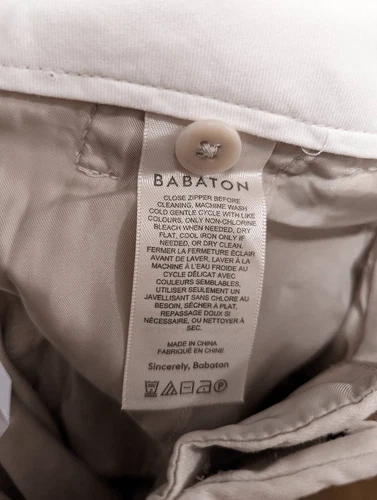 BABATON
CLOSE ZIPPER BEFORE
CLEANING, MACHINE WASH
COLD GENTLE CYCLE WITH LIKE
COLOURS, ONLY NON-CHLORINE
BLEACH WHEN NEEDED, DRY
FLAT, COOL IRON ONLY IF
NEEDED, OR DRY CLEAN.
FERMER LA FERMETURE ÉCLAIR
AVANT DE LAVER, LAVER À LA
MACHINE À L'EAU FROIDE AU
CYCLE DÉLICAT AVEC
COULEURS SEMBLABLES,
UTILISER SEULEMENT UN
JAVELLISANT SANS CHLORE AU
BESOIN, SÉCHER À PLAT,
REPASSAGE DOUX SI
NÉCESSAIRE, OU NETTOYER À
SEC.
MADE IN CHINA
FABRIQUÉ EN CHINE
Sincerely, Babaton